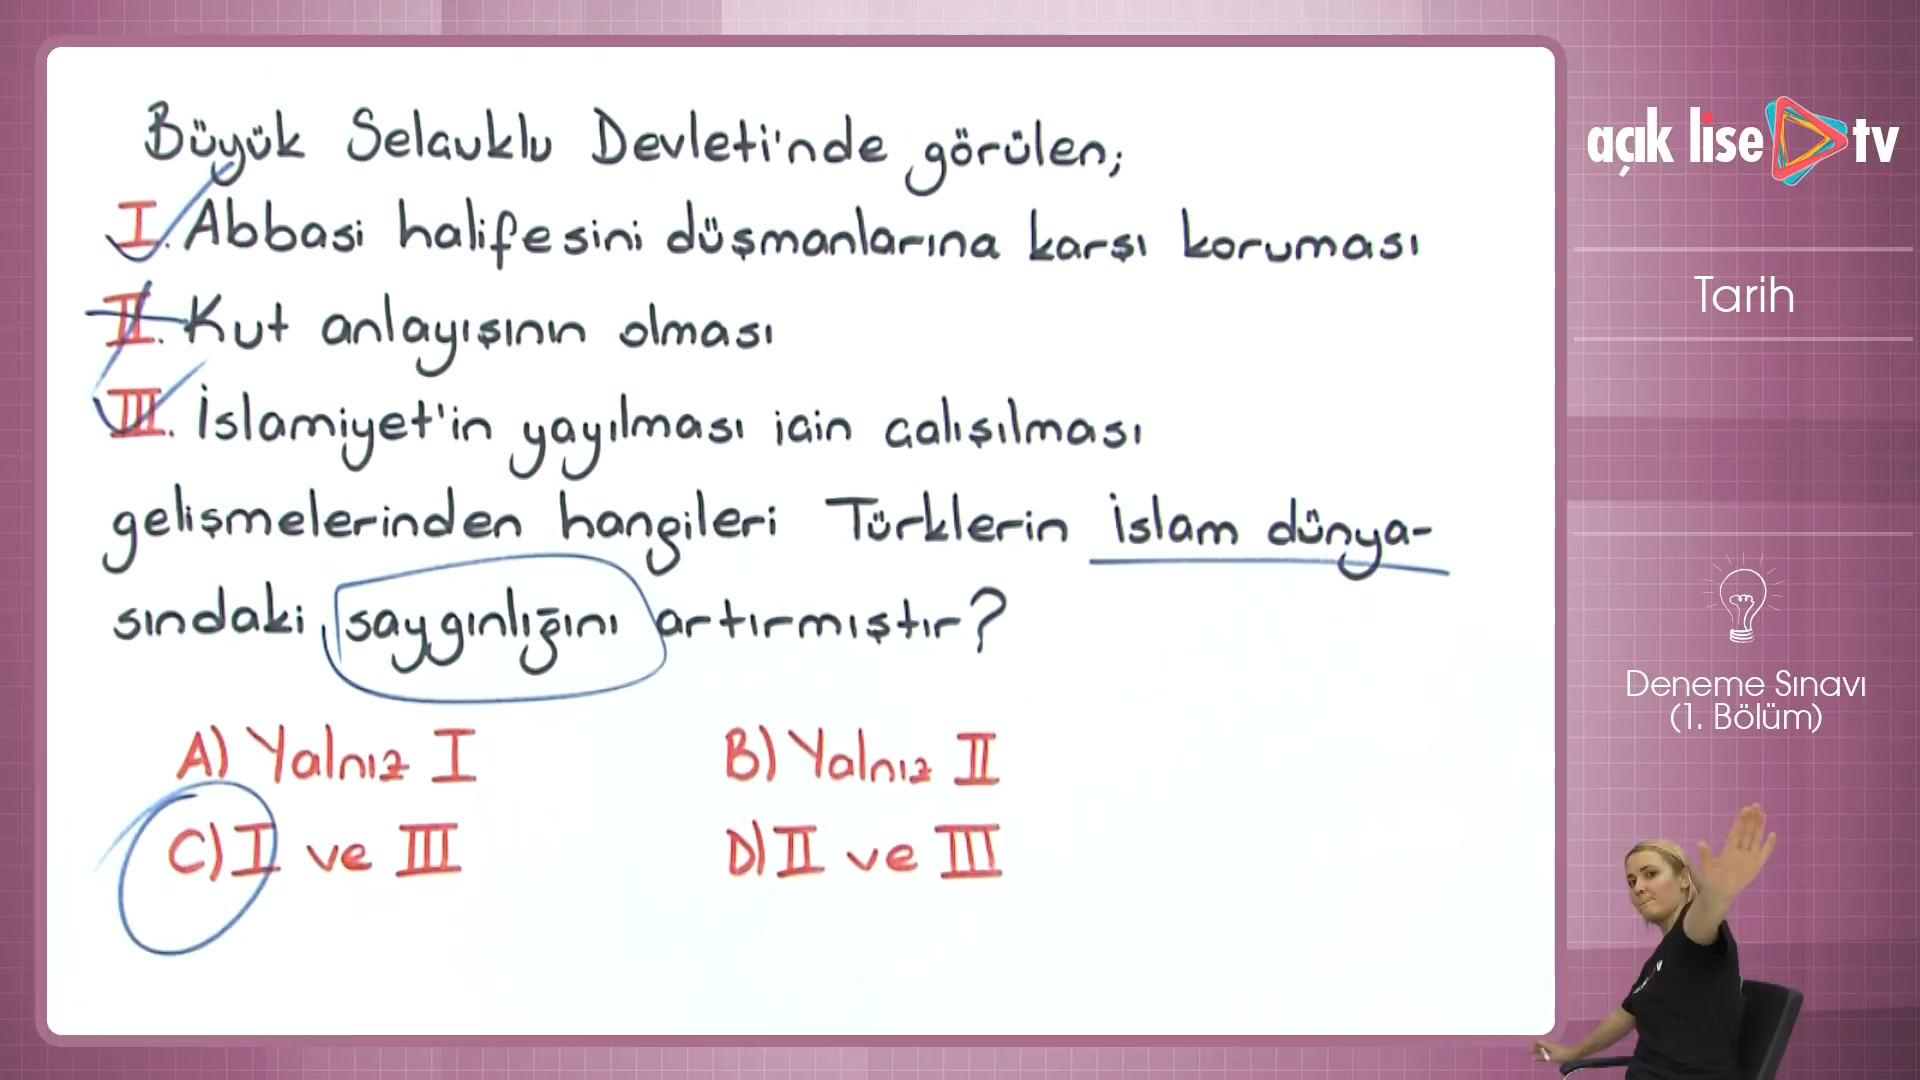 Büyük Selçuklu Devleti'nde görülen;
I. Abbasi halifesini düşmanlarına karşı koruması
II. Kut anlayışının olması
III. İslamiyet'in yayılması için çalışılması
gelişmelerinden hangileri Türklerin İslam dünya-
sındaki saygınlığını artırmıştır?
A) Yalnız I
B) Yalnız II
C) I ve III
D) II ve III
açık lise tv
Tarih
Deneme Sınavı
(1. Bölüm)